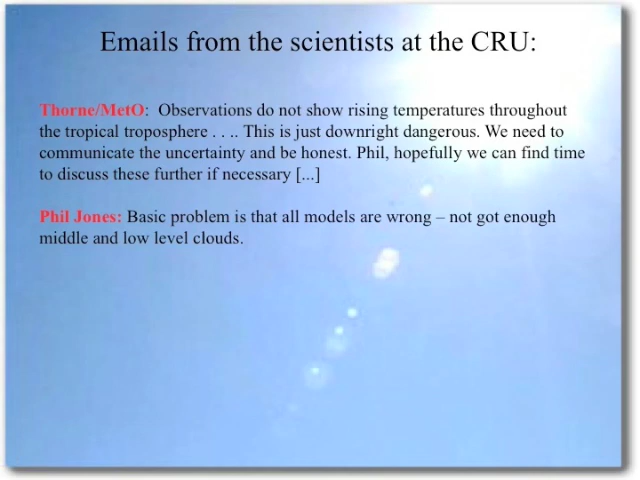 Emails from the scientists at the CRU:
Thorne/MetO:  Observations do not show rising temperatures throughout
the tropical troposphere . . .. This is just downright dangerous. We need to
communicate the uncertainty and be honest. Phil, hopefully we can find time
to discuss these further if necessary [...]
Phil Jones: Basic problem is that all models are wrong – not got enough
middle and low level clouds.